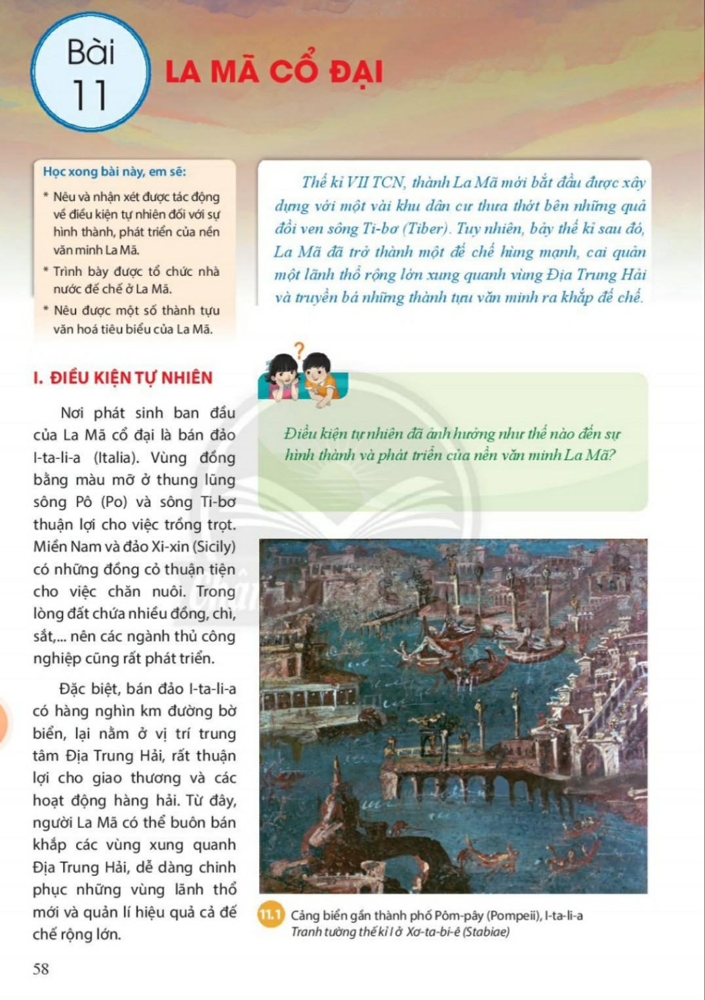 Bài
11
LA MÃ CỔ ĐẠI
Học xong bài này, em sẽ:
* Nêu và nhận xét được tác động
về điều kiện tự nhiên đối với sự
hình thành, phát triển của nền
văn minh La Mã.
* Trình bày được tổ chức nhà
nước đế chế ở La Mã.
* Nêu được một số thành tựu
văn hoá tiêu biểu của La Mã.
Thế kỉ VII TCN, thành La Mã mới bắt đầu được xây
dựng với một vài khu dân cư thưa thớt bên những quả
đồi ven sông Ti-bơ (Tiber). Tuy nhiên, bảy thế kỉ sau đó,
La Mã đã trở thành một đế chế hùng mạnh, cai quản
một lãnh thổ rộng lớn xung quanh vùng Địa Trung Hải
và truyền bá những thành tựu văn minh ra khắp đế chế.
I. ĐIỀU KIỆN TỰ NHIÊN
Nơi phát sinh ban đầu
của La Mã cổ đại là bán đảo
I-ta-li-a (Italia). Vùng đồng
bằng màu mỡ ở thung lũng
sông Pô (Po) và sông Ti-bơ
thuận lợi cho việc trồng trọt.
Miền Nam và đảo Xi-xin (Sicily)
có những đồng cỏ thuận tiện
cho việc chăn nuôi. Trong
lòng đất chứa nhiều đồng, chì,
sắt,... nên các ngành thủ công
nghiệp cũng rất phát triển.
Đặc biệt, bán đảo I-ta-li-a
có hàng nghìn km đường bờ
biển, lại nằm ở vị trí trung
tâm Địa Trung Hải, rất thuận
lợi cho giao thương và các
hoạt động hàng hải. Từ đây,
người La Mã có thể buôn bán
khắp các vùng xung quanh
Địa Trung Hải, dễ dàng chinh
phục những vùng lãnh thổ
mới và quản lí hiệu quả cả đế
chế rộng lớn.
?
Điều kiện tự nhiên đã ảnh hưởng như thế nào đến sự
hình thành và phát triển của nền văn minh La Mã?
Chân
11.1 Cảng biển gần thành phố Pôm-pây (Pompeii), I-ta-li-a
Tranh tường thế kỉ I ở Xơ-ta-bi-ê (Stabiae)
58